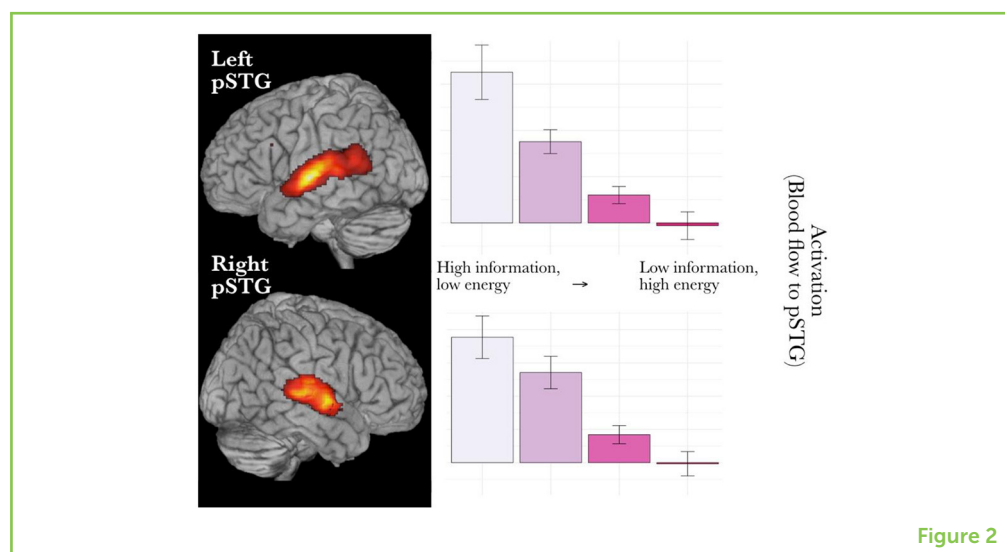 Left
pSTG
Right
pSTG
High information,
low energy
→
Low information,
high energy
Activation
(Blood flow to pSTG)
Figure 2